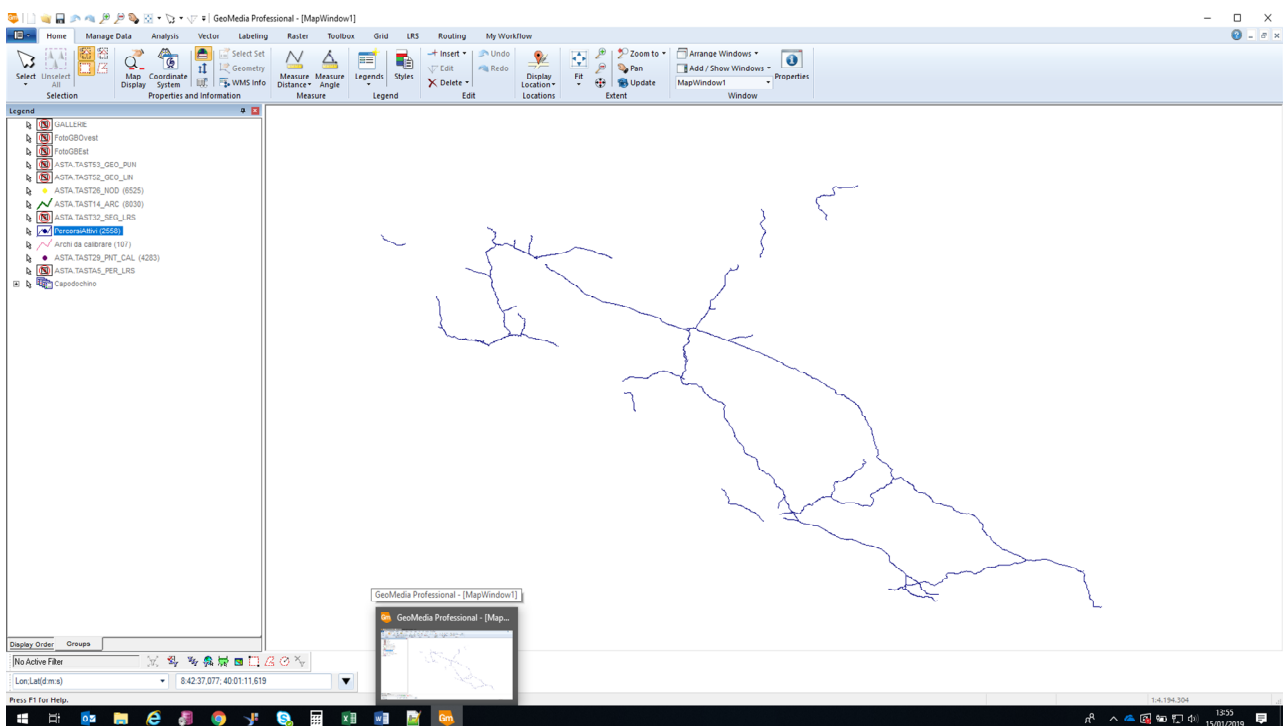 GeoMedia Professional - [MapWindow1]
Home Manage Data Analysis Vector Labeling Raster Toolbox Grid LRS Routing My Workflow
Select Unselect All
Selection
Map Display Coordinate System Select Set Geometry WMS Info
Properties and Information
Measure Distance Measure Angle
Measure
Legends Styles
Legend
Insert Edit Delete Undo Redo
Edit
Display Location
Locations
Fit Zoom to Pan Update
Extent
Arrange Windows
Add / Show Windows
MapWindow1
Properties
Window
Legend
GALLERIE
FotoGBOvest
FotoGBEst
ASTA.TAST53_GEO_PUN
ASTA.TAST52_GEO_LIN
ASTA.TAST26_NOD (6525)
ASTA.TAST14_ARC (8030)
ASTA.TAST32_SEG_LRS
PercorsiAttivi (2558)
Archi da calibrare (107)
ASTA.TAST29_PNT_CAL (4283)
ASTA.TASTA5_PER_LRS
Capodochino
GeoMedia Professional - [MapWindow1]
GeoMedia Professional - [Map...
Display Order Groups
No Active Filter
Lon;Lat(d:m:s) 8:42:37,077; 40:01:11,619
Press F1 for Help.
1:4.194.304
Gm
13:55
15/01/2019